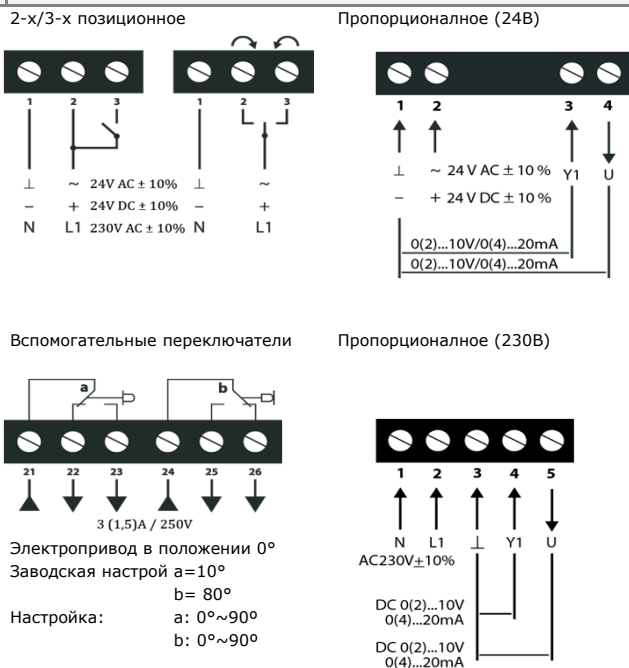 2-х/3-х позиционное
1 2 3
1 2 3
⊥ ~ 24V AC ± 10% ⊥ ~
– + 24V DC ± 10% – +
N L1 230V AC ± 10% N L1
Пропорционалное (24В)
1 2 3 4
⊥ ~ 24 V AC ± 10 % Y1 U
– + 24 V DC ± 10 %
0(2)...10V/0(4)...20mA
0(2)...10V/0(4)...20mA
Вспомогательные переключатели
a b
21 22 23 24 25 26
3 (1,5)A / 250V
Электропривод в положении 0°
Заводская настрой a=10°
b= 80°
Настройка: a: 0°~90º
b: 0°~90º
Пропорционалное (230В)
1 2 3 4 5
N L1 ⊥ Y1 U
AC230V±10%
DC 0(2)...10V
0(4)...20mA
DC 0(2)...10V
0(4)...20mA